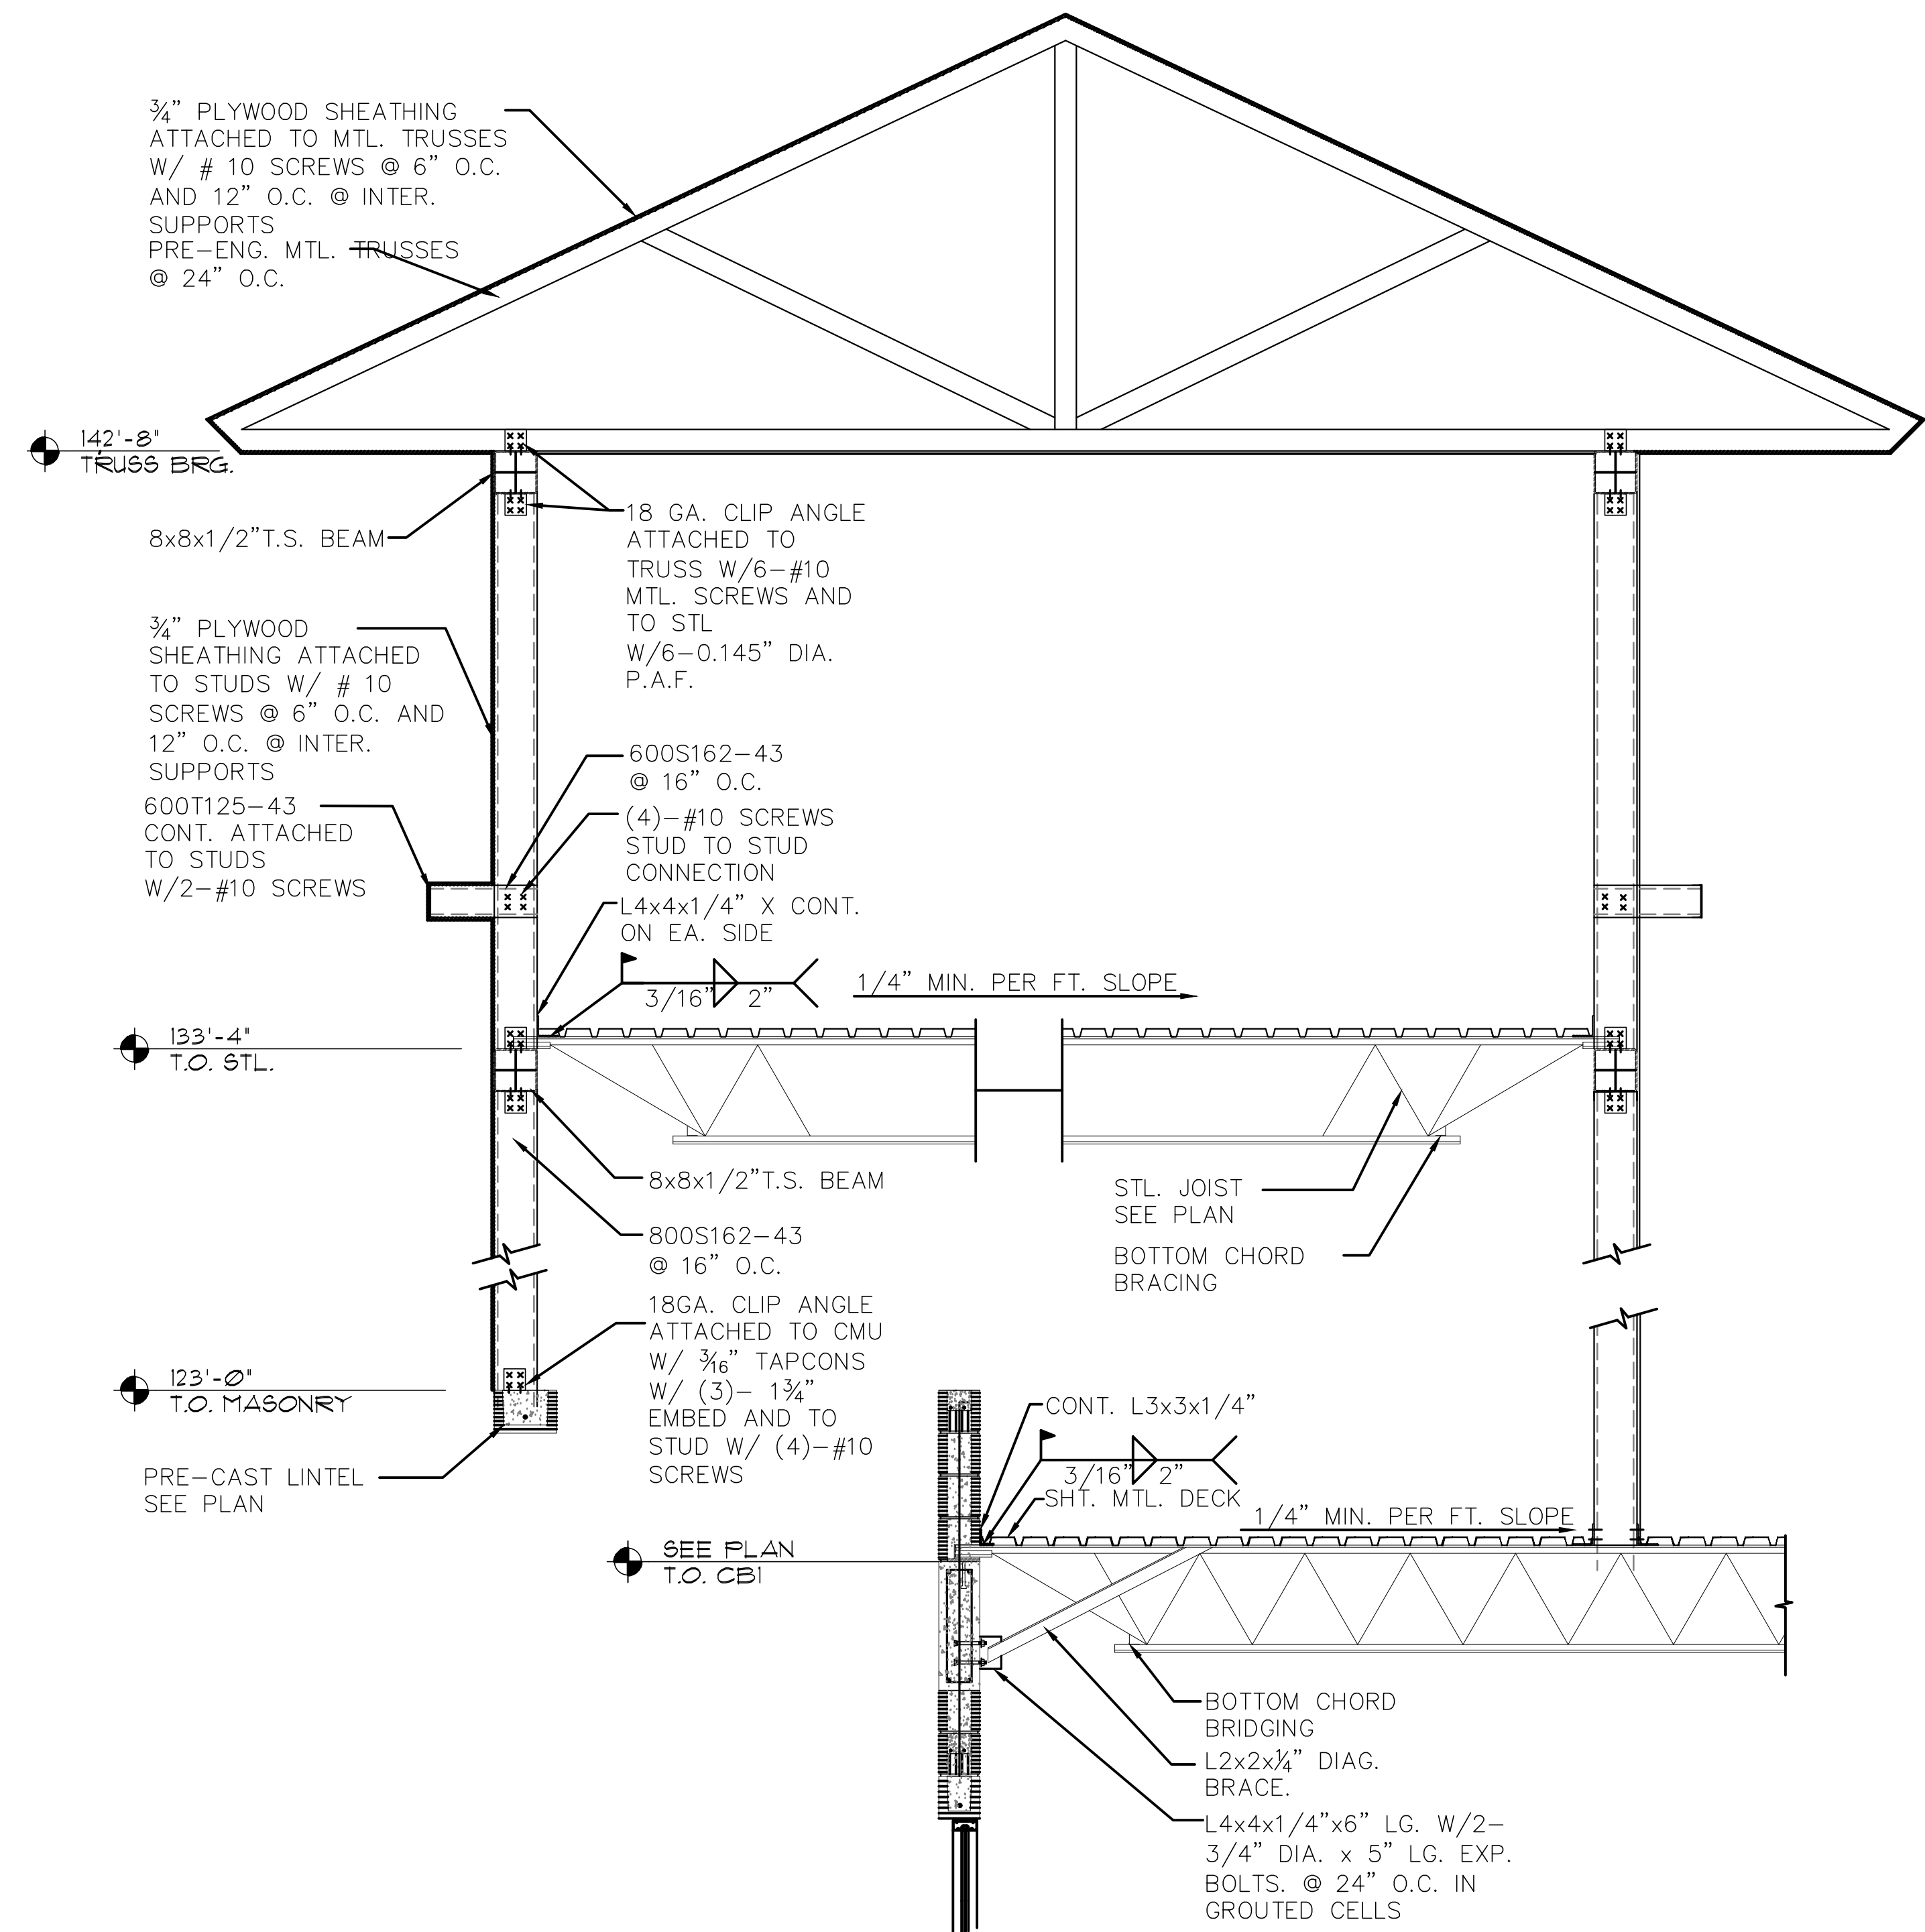 ¾" PLYWOOD SHEATHING
ATTACHED TO MTL. TRUSSES
W/ # 10 SCREWS @ 6" O.C.
AND 12" O.C. @ INTER.
SUPPORTS
PRE-ENG. MTL. TRUSSES
@ 24" O.C.
142'-8"
TRUSS BRG.
8x8x1/2"T.S. BEAM
18 GA. CLIP ANGLE
ATTACHED TO
TRUSS W/6-#10
MTL. SCREWS AND
TO STL
W/6-0.145" DIA.
P.A.F.
¾" PLYWOOD
SHEATHING ATTACHED
TO STUDS W/ # 10
SCREWS @ 6" O.C. AND
12" O.C. @ INTER.
SUPPORTS
600T125-43
CONT. ATTACHED
TO STUDS
W/2-#10 SCREWS
600S162-43
@ 16" O.C.
(4)-#10 SCREWS
STUD TO STUD
CONNECTION
L4x4x1/4" X CONT.
ON EA. SIDE
3/16" 2"
1/4" MIN. PER FT. SLOPE
133'-4"
T.O. STL.
8x8x1/2"T.S. BEAM
800S162-43
@ 16" O.C.
STL. JOIST
SEE PLAN
BOTTOM CHORD
BRACING
18GA. CLIP ANGLE
ATTACHED TO CMU
W/ 3⁄16" TAPCONS
W/ (3)- 1¾"
EMBED AND TO
STUD W/ (4)-#10
SCREWS
123'-0"
T.O. MASONRY
PRE-CAST LINTEL
SEE PLAN
CONT. L3x3x1/4"
3/16" 2"
SHT. MTL. DECK
1/4" MIN. PER FT. SLOPE
SEE PLAN
T.O. CB1
BOTTOM CHORD
BRIDGING
L2x2x¼" DIAG.
BRACE.
L4x4x1/4"x6" LG. W/2-
3/4" DIA. x 5" LG. EXP.
BOLTS. @ 24" O.C. IN
GROUTED CELLS